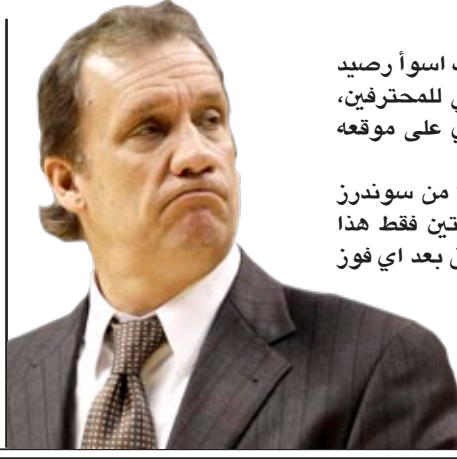 اسوأ رصيد
للمحترفين،
على موقعه
من سوندرز
تين فقط هذا
بعد اي فوز